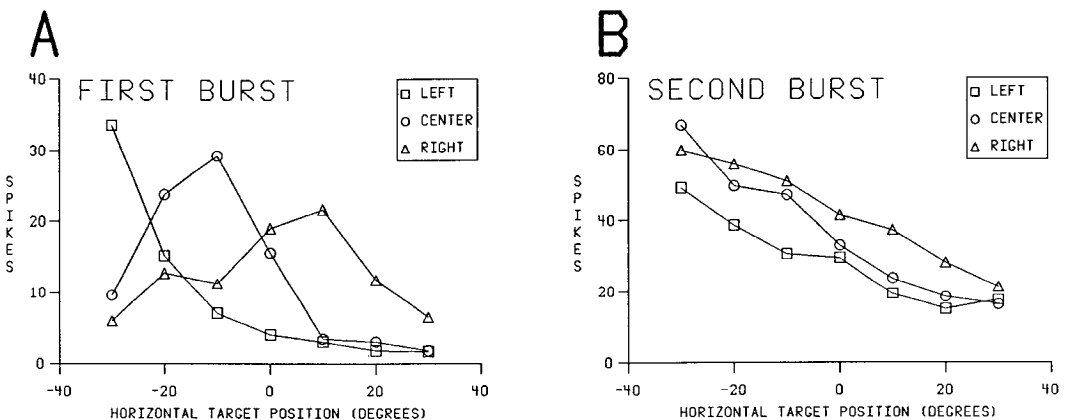 A
FIRST BURST
LEFT
CENTER
RIGHT
40
30
20
10
0
SPIKES
-40
-20
0
20
40
HORIZONTAL TARGET POSITION (DEGREES)
B
SECOND BURST
LEFT
CENTER
RIGHT
80
60
40
20
0
SPIKES
-40
-20
0
20
40
HORIZONTAL TARGET POSITION (DEGREES)